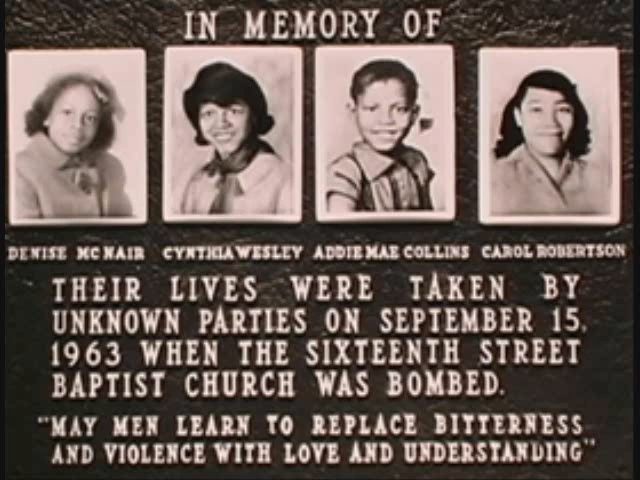 IN MEMORY OF
DENISE MC NAIR CYNTHIA WESLEY ADDIE MAE COLLINS CAROL ROBERTSON
THEIR LIVES WERE TAKEN BY
UNKNOWN PARTIES ON SEPTEMBER 15,
1963 WHEN THE SIXTEENTH STREET
BAPTIST CHURCH WAS BOMBED.
"MAY MEN LEARN TO REPLACE BITTERNESS
AND VIOLENCE WITH LOVE AND UNDERSTANDING"